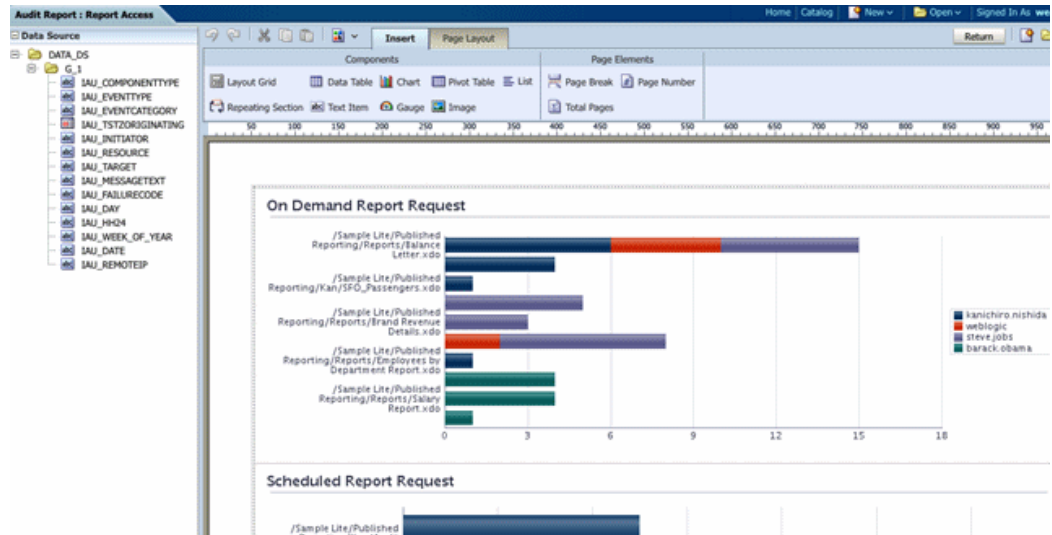 Audit Report : Report Access
Home Catalog New Open Signed In As we
Data Source
Insert Page Layout Return
DATA_DS
G_1
IAU_COMPONENTTYPE
IAU_EVENTTYPE
IAU_EVENTCATEGORY
IAU_TSTZORIGINATING
IAU_INITIATOR
IAU_RESOURCE
IAU_TARGET
IAU_MESSAGETEXT
IAU_FAILURECODE
IAU_DAY
IAU_HH24
IAU_WEEK_OF_YEAR
IAU_DATE
IAU_REMOTEIP
Components Page Elements
Layout Grid Data Table Chart Pivot Table List Page Break Page Number
Repeating Section Text Item Gauge Image Total Pages
50 100 150 200 250 300 350 400 450 500 550 600 650 700 750 800 850 900 950
On Demand Report Request
/Sample Lite/Published
Reporting/Reports/Balance
Letter.xdo
/Sample Lite/Published
Reporting/Kan/SFO_Passengers.xdo
/Sample Lite/Published
Reporting/Reports/Brand Revenue
Details.xdo
/Sample Lite/Published
Reporting/Reports/Employees by
Department Report.xdo
/Sample Lite/Published
Reporting/Reports/Salary
Report.xdo
0 3 6 9 12 15 18
kanichiro.nishida
weblogic
steve.jobs
barack.obama
Scheduled Report Request
/Sample Lite/Published